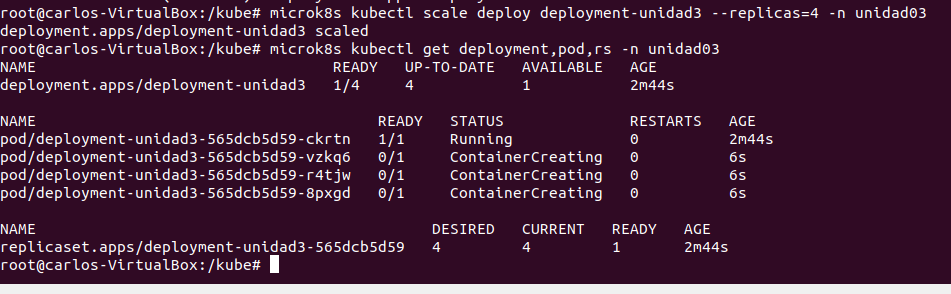 root@carlos-VirtualBox:/kube# microk8s kubectl scale deploy deployment-unidad3 --replicas=4 -n unidad03
deployment.apps/deployment-unidad3 scaled
root@carlos-VirtualBox:/kube# microk8s kubectl get deployment,pod,rs -n unidad03
NAME READY UP-TO-DATE AVAILABLE AGE
deployment.apps/deployment-unidad3 1/4 4 1 2m44s
NAME READY STATUS RESTARTS AGE
pod/deployment-unidad3-565dcb5d59-ckrtn 1/1 Running 0 2m44s
pod/deployment-unidad3-565dcb5d59-vzkq6 0/1 ContainerCreating 0 6s
pod/deployment-unidad3-565dcb5d59-r4tjw 0/1 ContainerCreating 0 6s
pod/deployment-unidad3-565dcb5d59-8pxgd 0/1 ContainerCreating 0 6s
NAME DESIRED CURRENT READY AGE
replicaset.apps/deployment-unidad3-565dcb5d59 4 4 1 2m44s
root@carlos-VirtualBox:/kube#